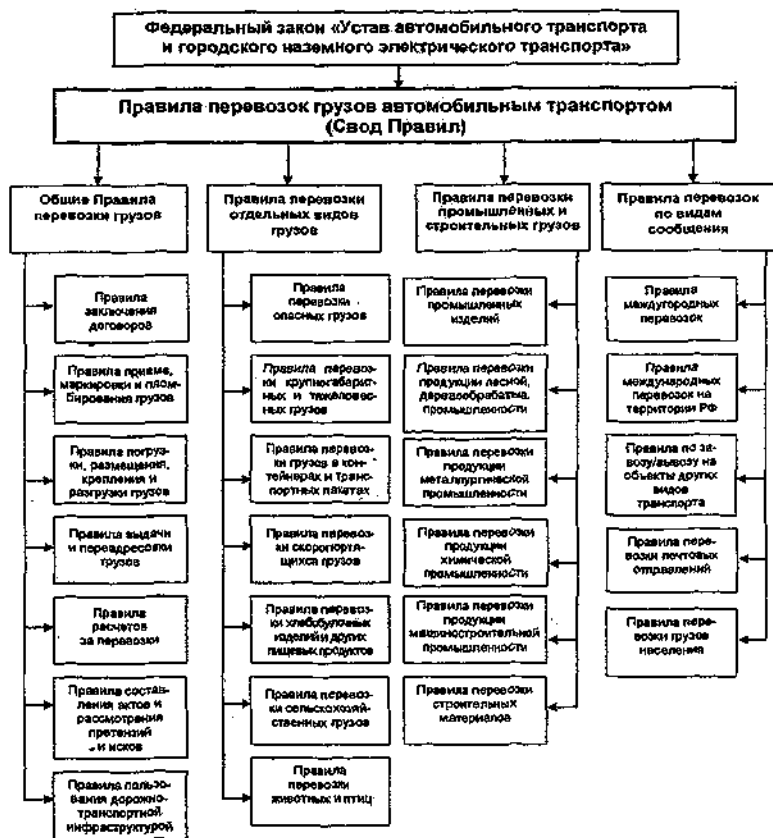 Федеральный закон «Устав автомобильного транспорта
и городского наземного электрического транспорта»
Правила перевозок грузов автомобильным транспортом
(Свод Правил)
Общие Правила
перевозки грузов
Правила заключения
договоров
Правила приема,
маркировки и плом-
бирования грузов
Правила погруз-
ки, размещения,
крепления и
разгрузки грузов
Правила выдачи
и переадресовки
грузов
Правила
расчетов
за перевозки
Правила состав-
ления актов и
рассмотрения
претензий
и исков
Правила пользо-
вания дорожно-
транспортной
инфраструктурой
Правила перевозки
отдельных видов
грузов
Правила
перевозки
опасных грузов
Правила перевоз-
ки крупногабарит-
ных и тяжеловес-
ных грузов
Правила перевоз-
ки грузов в кон-
тейнерах и транс-
портных пакетах
Правила перевоз-
ки скоропортя-
щихся грузов
Правила перевоз-
ки хлебобулочных
изделий и других
пищевых продуктов
Правила перевоз-
ки сельскохозяй-
ственных грузов
Правила
перевозки
животных и птиц
Правила перевозки
промышленных и
строительных грузов
Правила перевозки
промышленных
изделий
Правила перевозки
продукции лесной,
деревообрабатыв.
промышленности
Правила перевозки
продукции
металлургической
промышленности
Правила перевозки
продукции
химической
промышленности
Правила перевозки
продукции
машиностроительной
промышленности
Правила перевозки
строительных
материалов
Правила перевозок
по видам
сообщения
Правила
междугородных
перевозок
Правила
международных
перевозок на
территории РФ
Правила по за-
возу/вывозу на
объекты других
видов
транспорта
Правила пере-
возки почтовых
отправлений
Правила пере-
возки грузов
населения